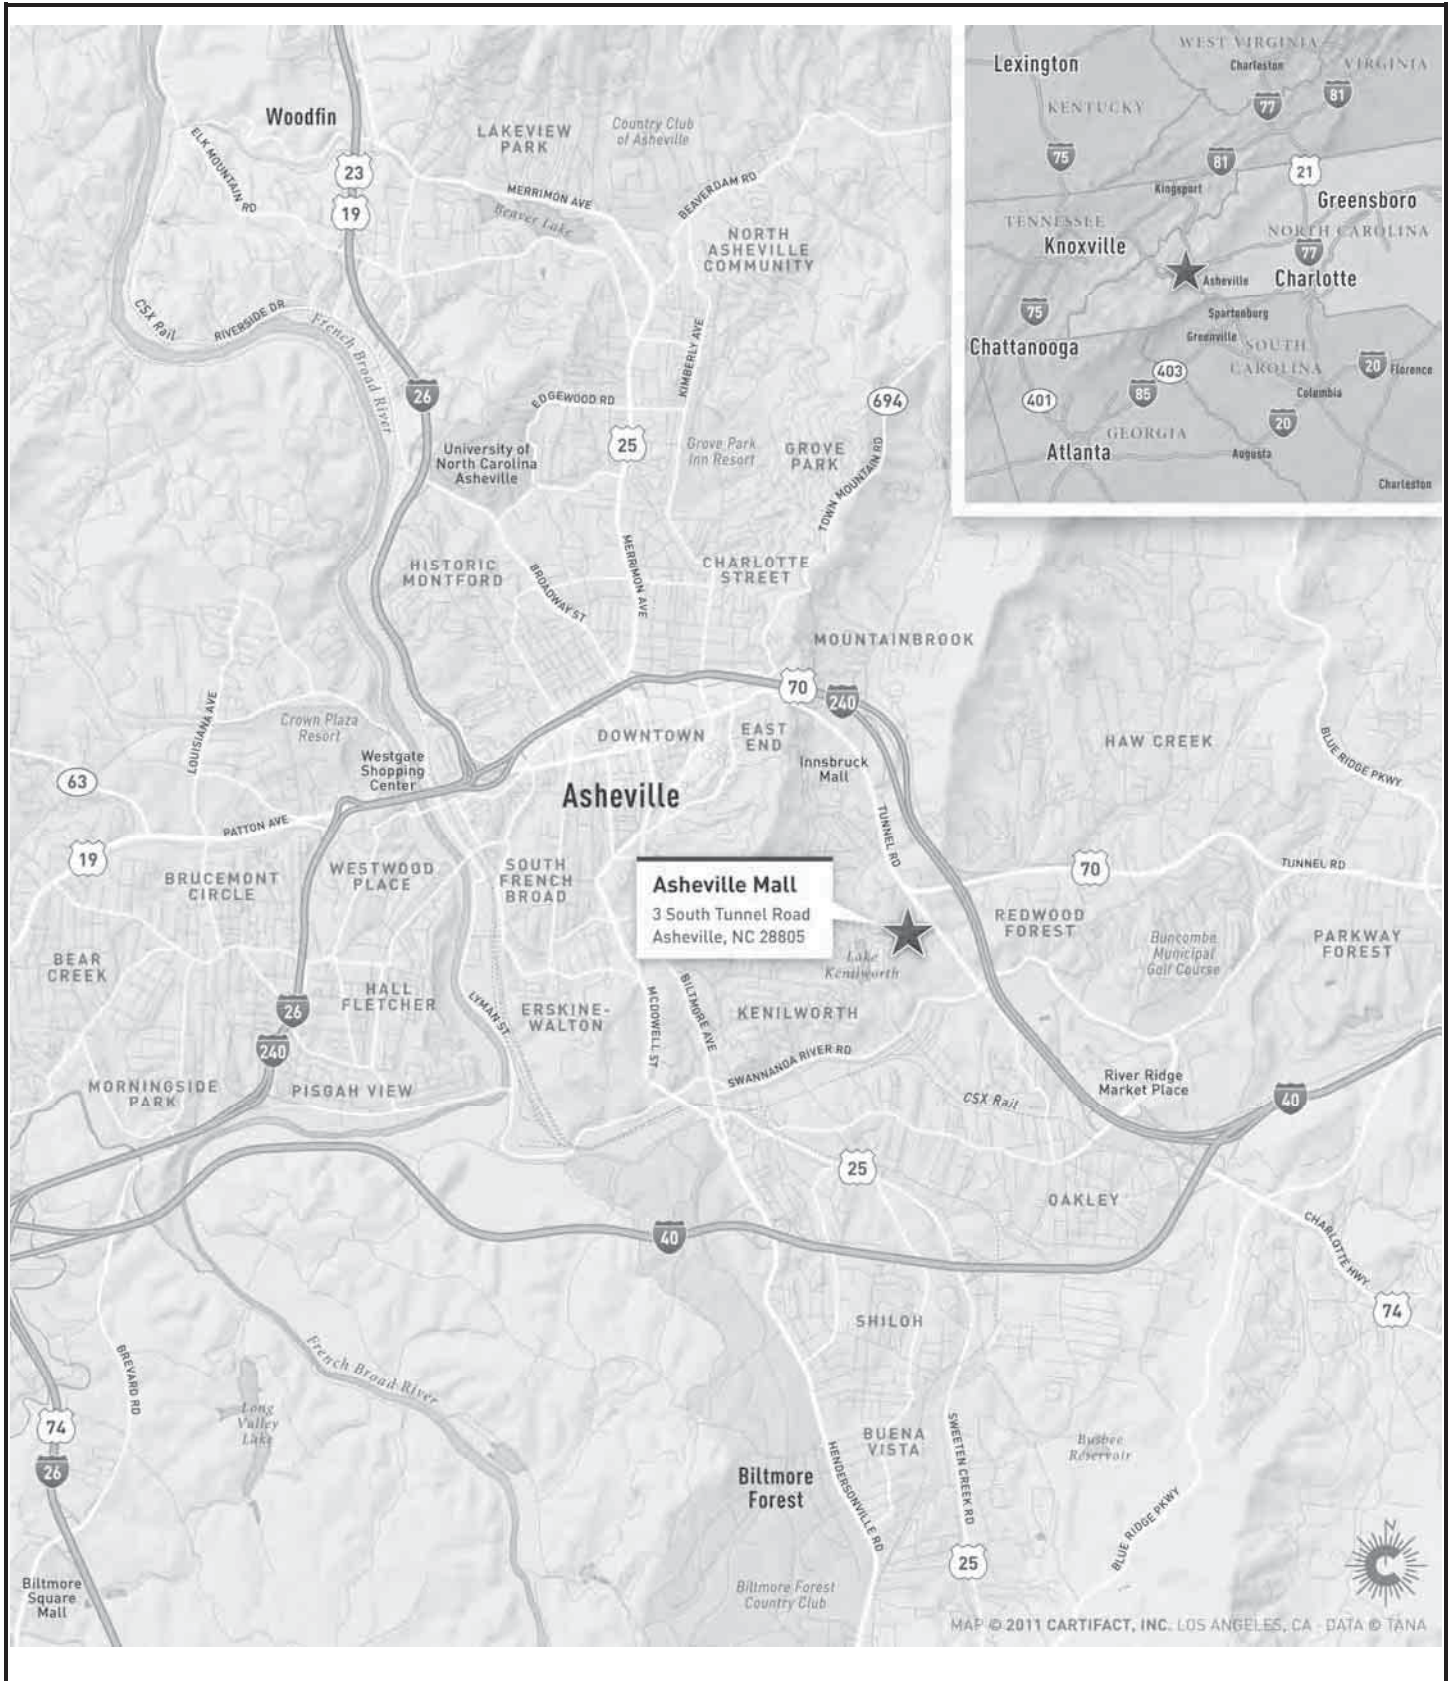 Woodfin
LAKEVIEW
PARK
Country Club
of Asheville
ELK MOUNTAIN RD
23
19
MERRIMON AVE
Beaver Lake
BEAVERDAM RD
NORTH
ASHEVILLE
COMMUNITY
CSX Rail
RIVERSIDE DR
French Broad River
KIMBERLY AVE
26
EDGEWOOD RD
694
University of
North Carolina
Asheville
25
Grove Park
Inn Resort
GROVE
PARK
TOWN MOUNTAIN RD
HISTORIC
MONTFORD
BROADWAY ST
MERRIMON AVE
CHARLOTTE
STREET
MOUNTAINBROOK
70
240
LOUISIANA AVE
Crown Plaza
Resort
Westgate
Shopping
Center
DOWNTOWN
EAST
END
Innsbruck
Mall
HAW CREEK
BLUE RIDGE PKWY
63
Asheville
PATTON AVE
19
TUNNEL RD
70
TUNNEL RD
BRUCEMONT
CIRCLE
WESTWOOD
PLACE
SOUTH
FRENCH
BROAD
Asheville Mall
3 South Tunnel Road
Asheville, NC 28805
REDWOOD
FOREST
Buncombe
Municipal
Golf Course
PARKWAY
FOREST
BEAR
CREEK
Lake
Kenilworth
HALL
FLETCHER
LYMAN ST
ERSKINE-
WALTON
MCDOWELL ST
BILTMORE AVE
KENILWORTH
26
240
SWANNANOA RIVER RD
MORNINGSIDE
PARK
PISGAH VIEW
CSX Rail
River Ridge
Market Place
40
25
OAKLEY
40
CHARLOTTE HWY
74
SHILOH
BREVARD RD
French Broad River
Long
Valley
Lake
74
26
BUENA
VISTA
SWEETEN CREEK RD
Busbee
Reservoir
HENDERSONVILLE RD
Biltmore
Forest
BLUE RIDGE PKWY
25
Biltmore
Square
Mall
Biltmore Forest
Country Club
N
C
MAP © 2011 CARTIFACT, INC. LOS ANGELES, CA - DATA © TANA
WEST VIRGINIA
Lexington
Charleston
VIRGINIA
KENTUCKY
77
81
75
81
21
Kingsport
Greensboro
TENNESSEE
NORTH CAROLINA
Knoxville
77
Asheville
Charlotte
75
Spartanburg
Greenville
SOUTH
CAROLINA
Chattanooga
403
20
Florence
401
85
Columbia
20
GEORGIA
Atlanta
Augusta
Charleston